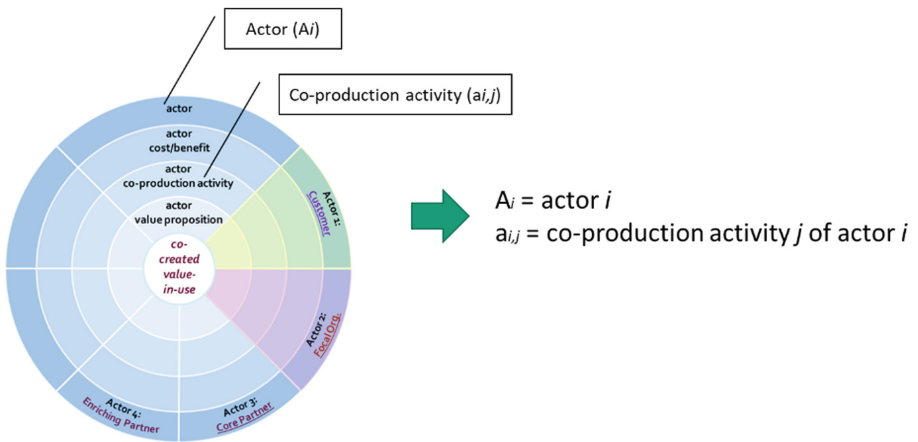 Actor (Ai)
Co-production activity (ai,j)
actor
actor
cost/benefit
actor
co-production activity
actor
value proposition
co-
created
value-
in-use
Actor 1:
Customer
Actor 2:
Focal Org.
Actor 3:
Core Partner
Actor 4:
Enriching Partner
Ai = actor i
ai,j = co-production activity j of actor i